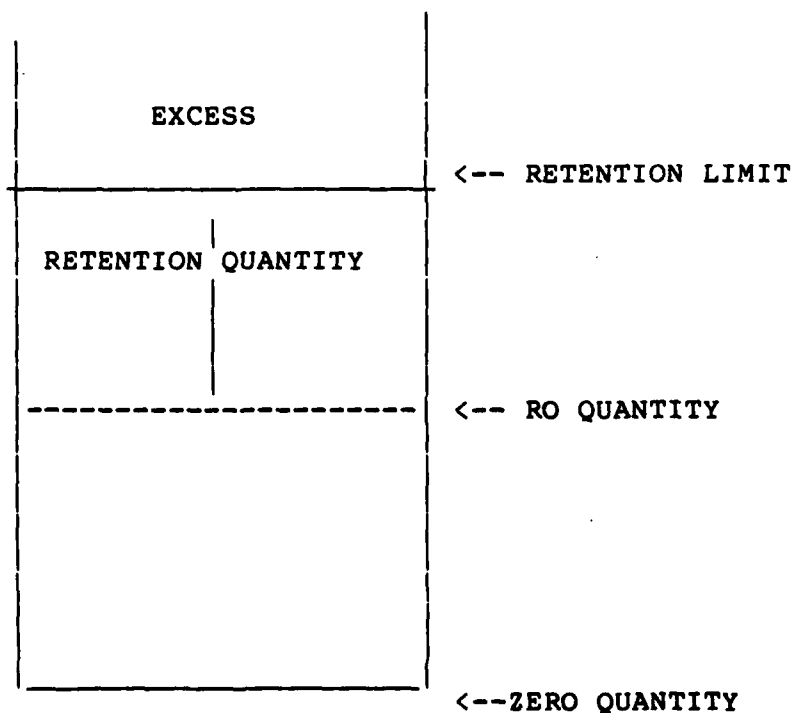 EXCESS
<-- RETENTION LIMIT
RETENTION QUANTITY
<-- RO QUANTITY
<--ZERO QUANTITY